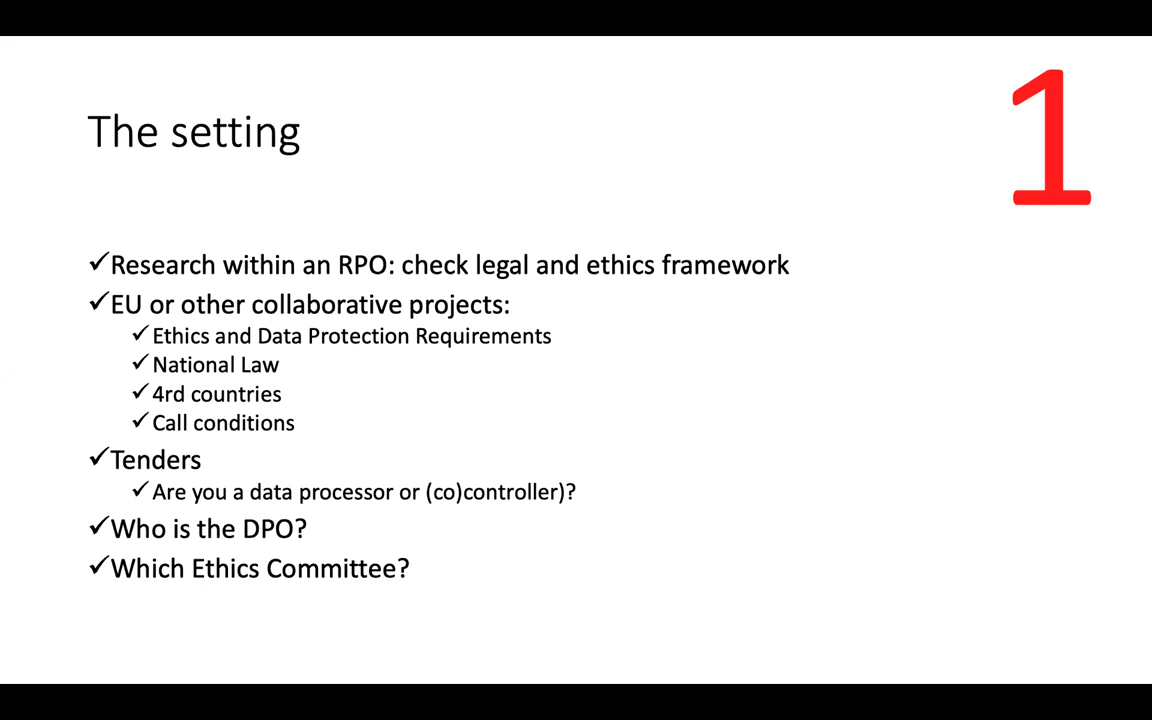 The setting
1
✓Research within an RPO: check legal and ethics framework
✓EU or other collaborative projects:
✓Ethics and Data Protection Requirements
✓National Law
✓4rd countries
✓Call conditions
✓Tenders
✓Are you a data processor or (co)controller)?
✓Who is the DPO?
✓Which Ethics Committee?